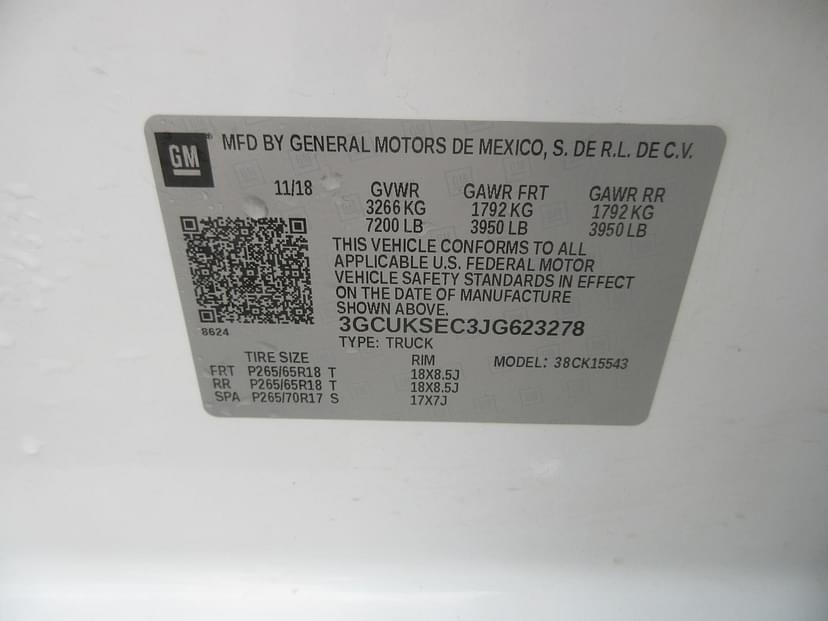 GM
MFD BY GENERAL MOTORS DE MEXICO, S. DE R.L. DE C.V.
11/18 GVWR GAWR FRT GAWR RR
3266 KG 1792 KG 1792 KG
7200 LB 3950 LB 3950 LB
THIS VEHICLE CONFORMS TO ALL
APPLICABLE U.S. FEDERAL MOTOR
VEHICLE SAFETY STANDARDS IN EFFECT
ON THE DATE OF MANUFACTURE
SHOWN ABOVE.
8624
3GCUKSEC3JG623278
TYPE: TRUCK
TIRE SIZE RIM MODEL: 38CK15543
FRT P265/65R18 T 18X8.5J
RR P265/65R18 T 18X8.5J
SPA P265/70R17 S 17X7J